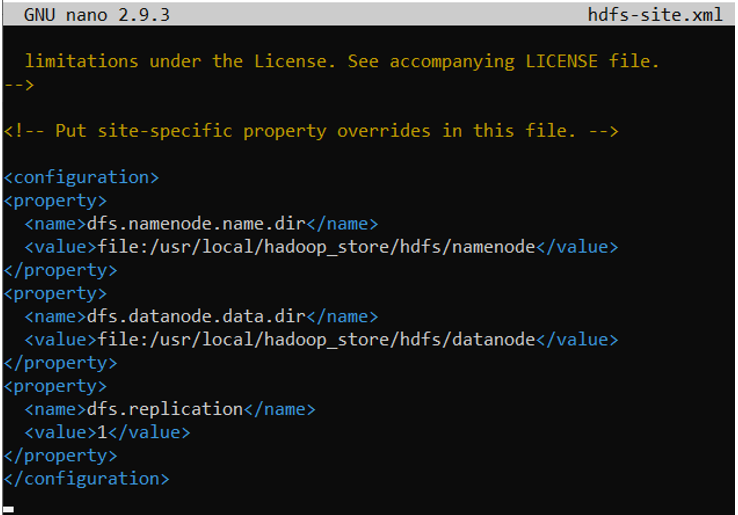 GNU nano 2.9.3 hdfs-site.xml
limitations under the License. See accompanying LICENSE file.
-->
<!-- Put site-specific property overrides in this file. -->
<configuration>
<property>
<name>dfs.namenode.name.dir</name>
<value>file:/usr/local/hadoop_store/hdfs/namenode</value>
</property>
<property>
<name>dfs.datanode.data.dir</name>
<value>file:/usr/local/hadoop_store/hdfs/datanode</value>
</property>
<property>
<name>dfs.replication</name>
<value>1</value>
</property>
</configuration>